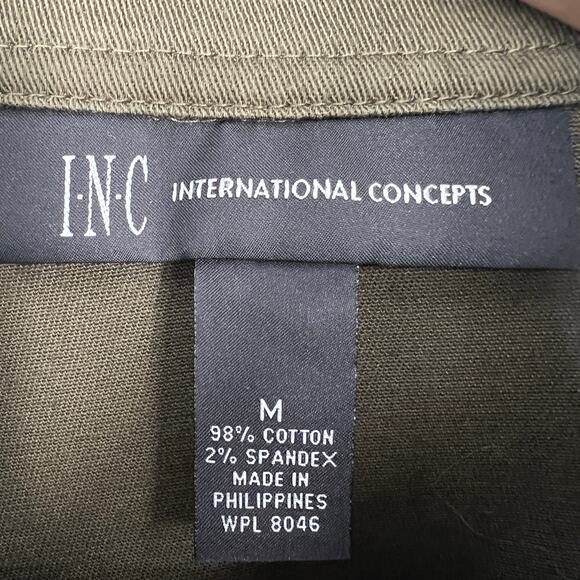 I·N·C INTERNATIONAL CONCEPTS
M
98% COTTON
2% SPANDEX
MADE IN
PHILIPPINES
WPL 8046